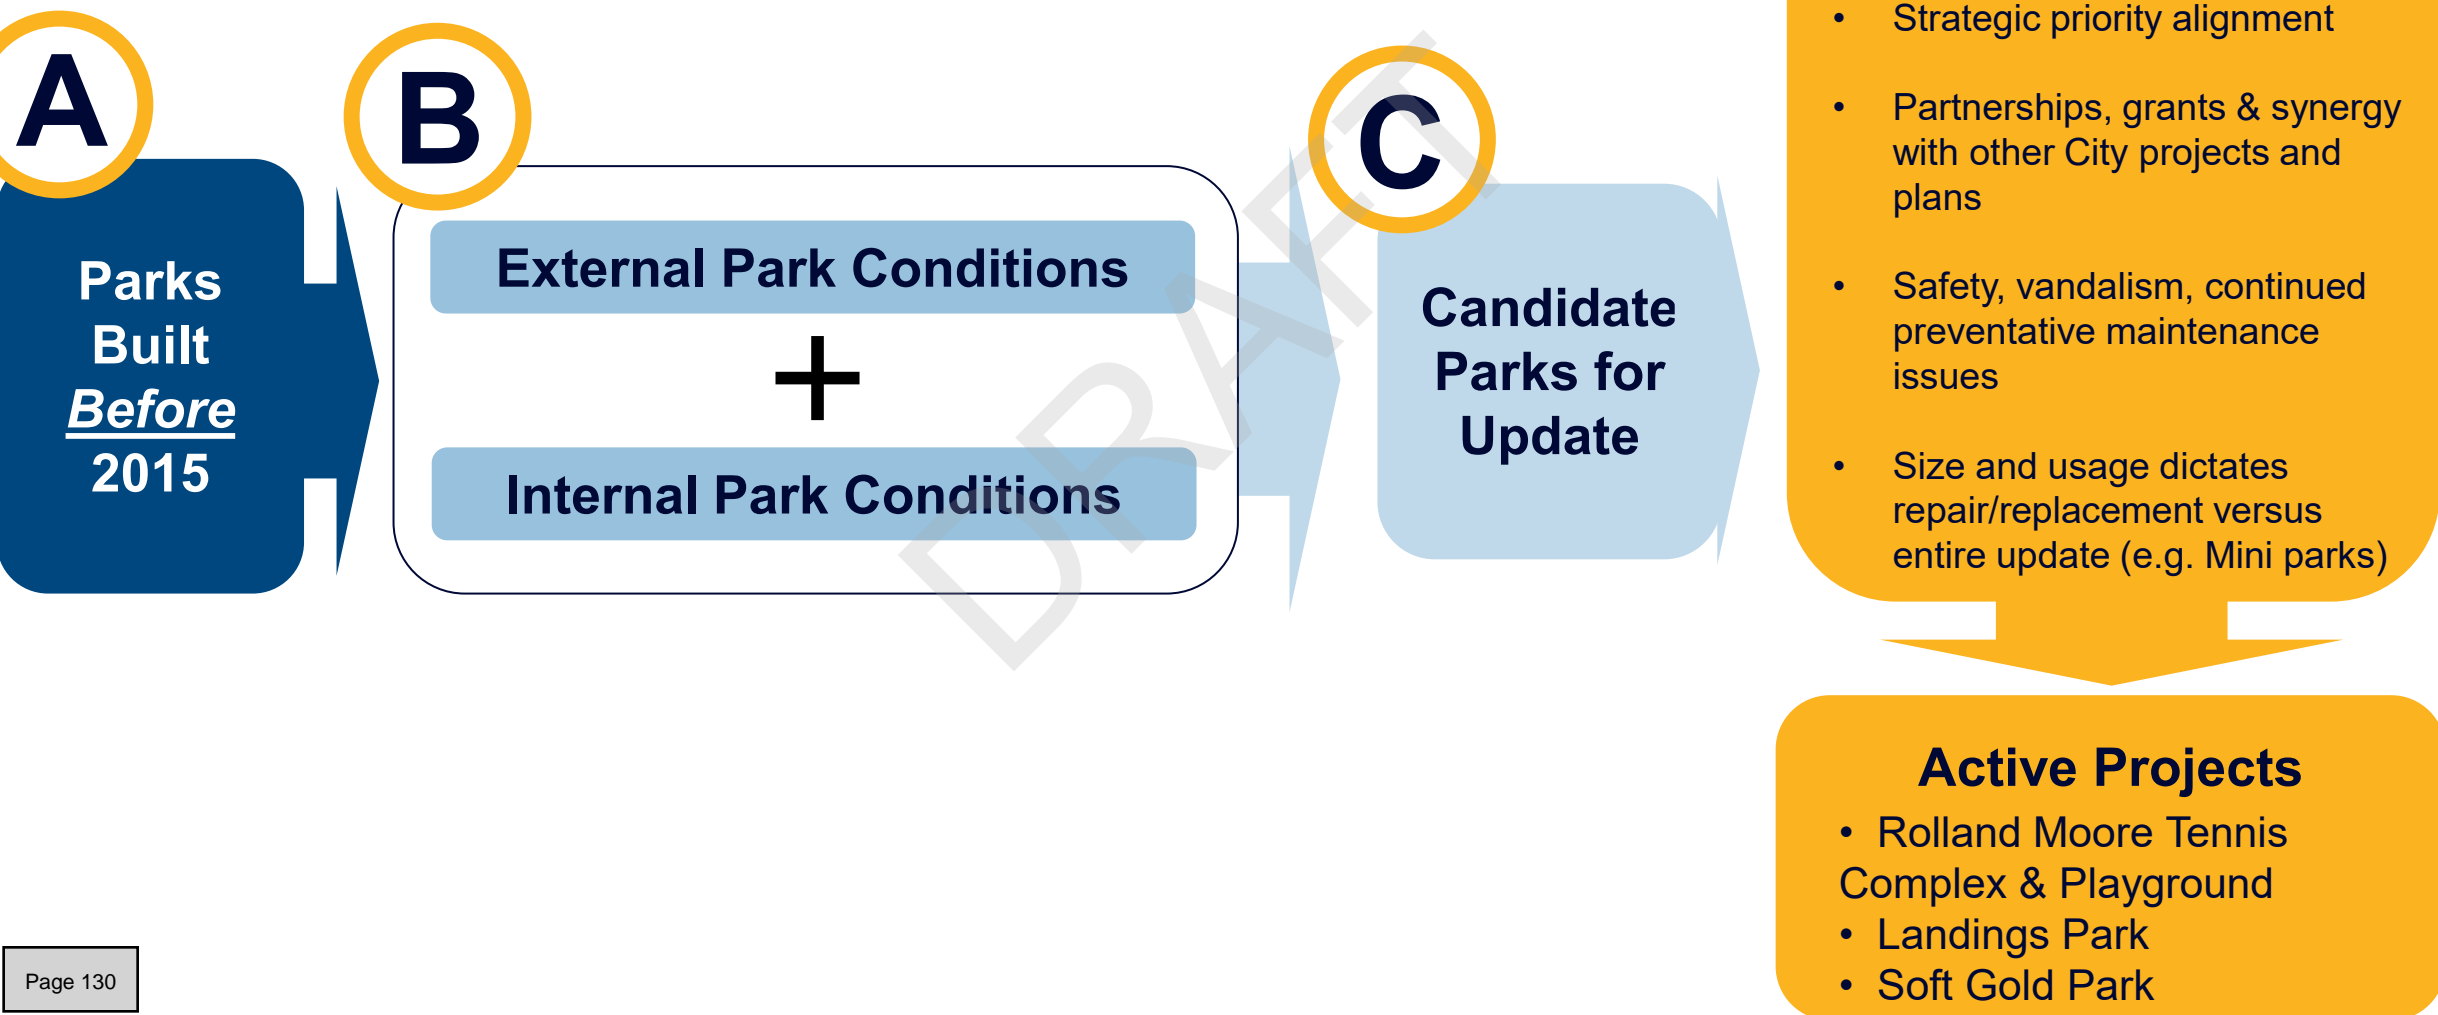 A
Parks
Built
Before
2015
B
External Park Conditions
+
Internal Park Conditions
C
Candidate
Parks for
Update
• Strategic priority alignment
• Partnerships, grants & synergy
with other City projects and
plans
• Safety, vandalism, continued
preventative maintenance
issues
• Size and usage dictates
repair/replacement versus
entire update (e.g. Mini parks)
Active Projects
• Rolland Moore Tennis
Complex & Playground
• Landings Park
• Soft Gold Park
DRAFT
Page 130